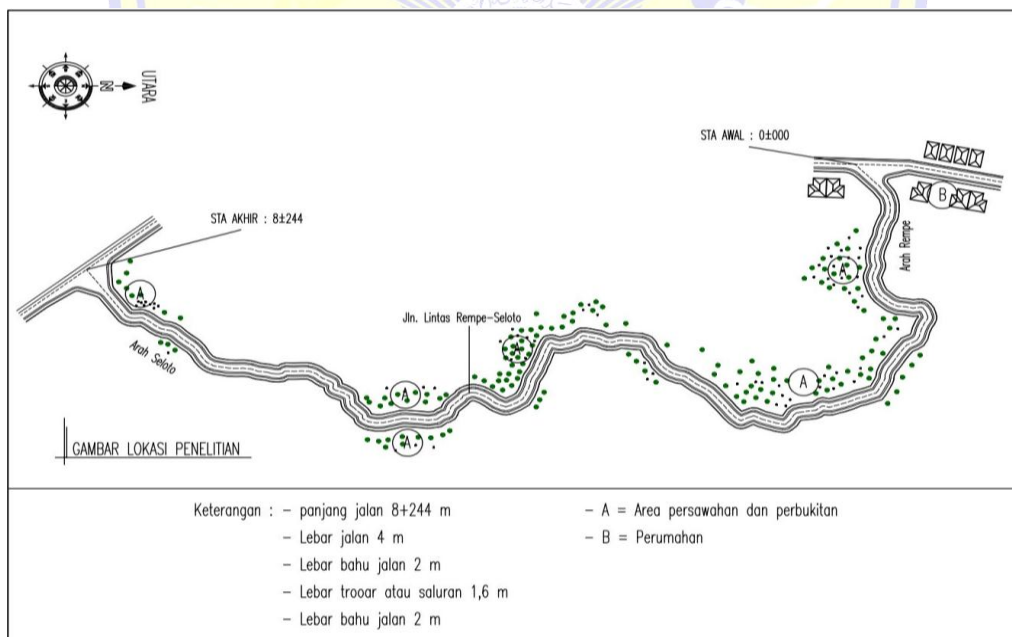 N
UTARA
STA AWAL : 0±000
B
Arah Rempe
STA AKHIR : 8±244
A
A
Jln. Lintas Rempe-Seloto
A
Arah Seloto
A
A
A
GAMBAR LOKASI PENELITIAN
Keterangan : – panjang jalan 8+244 m
– Lebar jalan 4 m
– Lebar bahu jalan 2 m
– Lebar trooar atau saluran 1,6 m
– Lebar bahu jalan 2 m
– A = Area persawahan dan perbukitan
– B = Perumahan